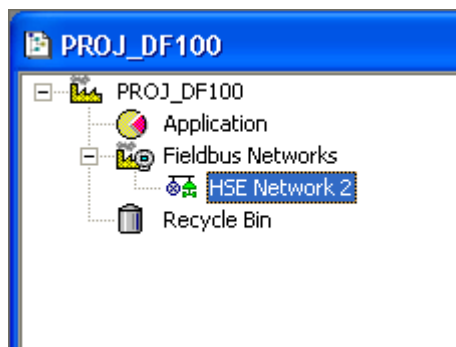 PROJ_DF100
PROJ_DF100
Application
Fieldbus Networks
HSE Network 2
Recycle Bin